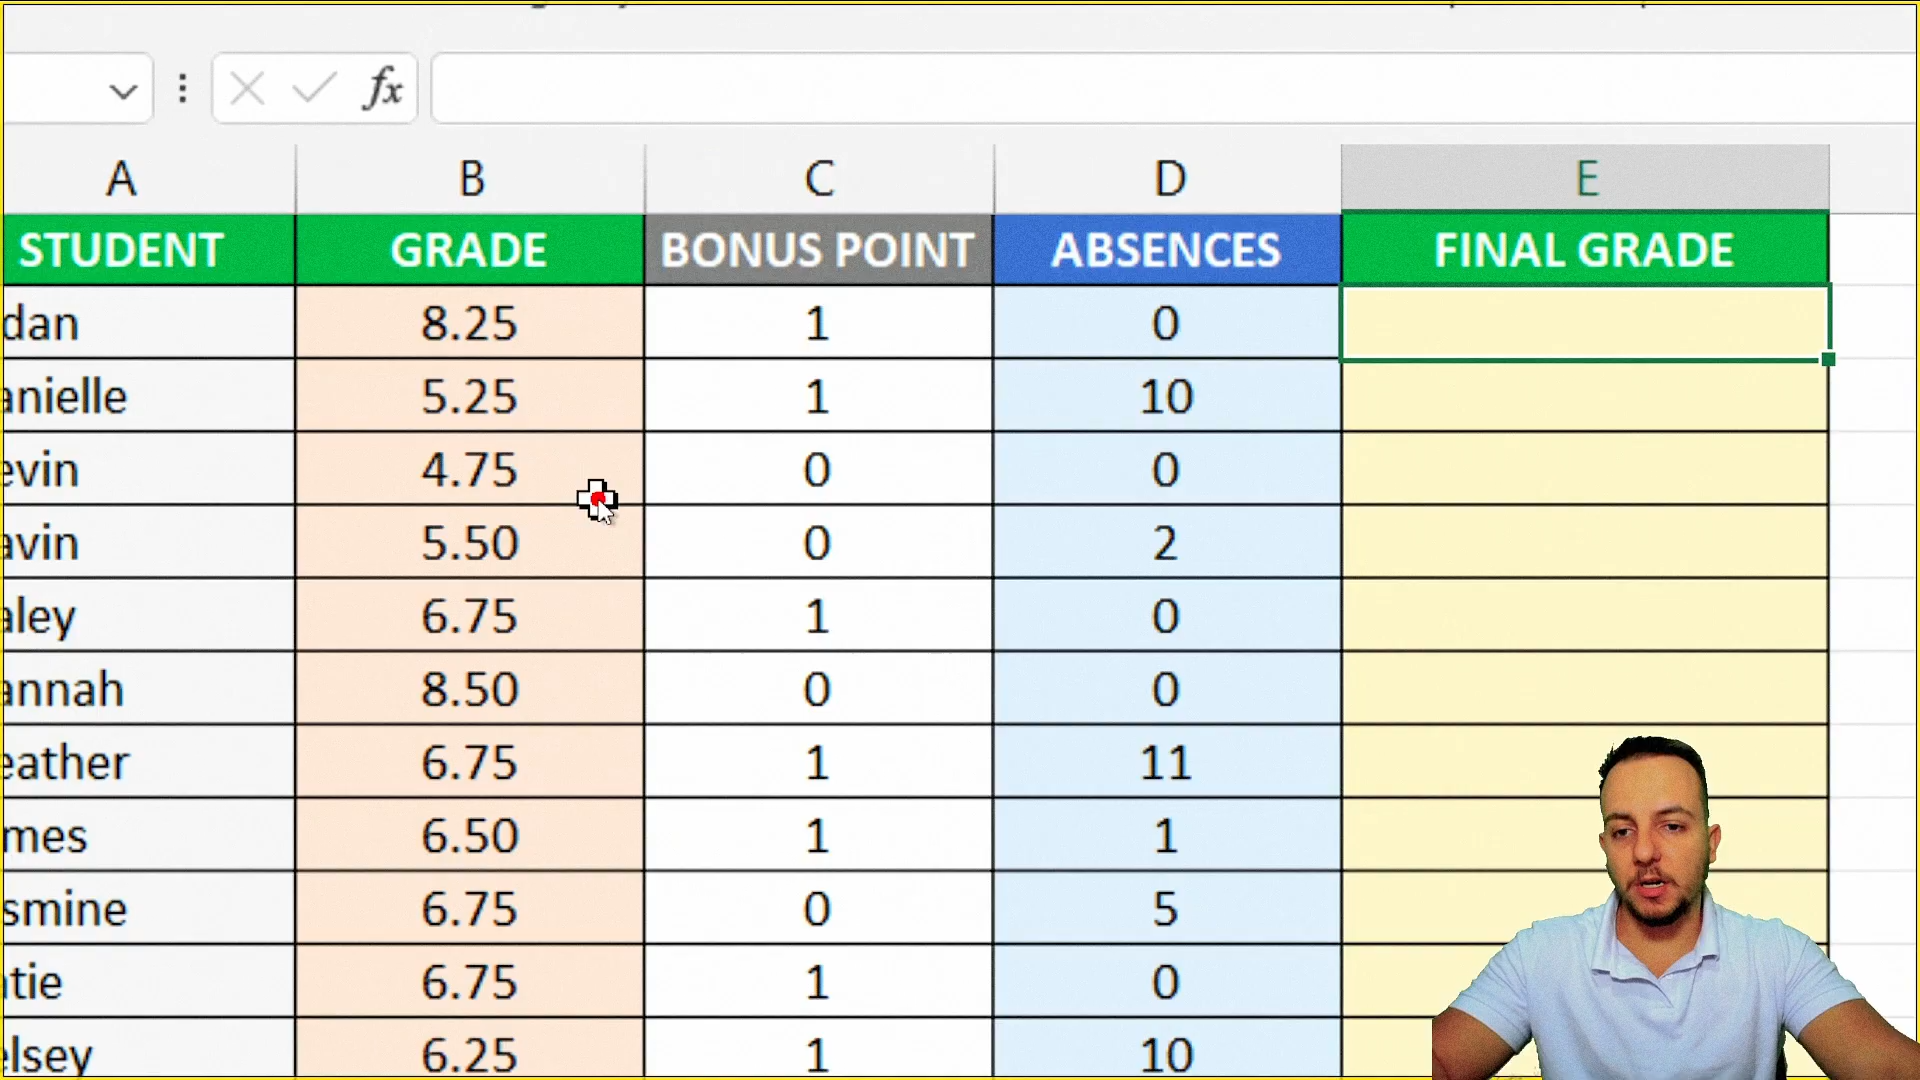 fx
A B C D E
STUDENT GRADE BONUS POINT ABSENCES FINAL GRADE
dan 8.25 1 0
anielle 5.25 1 10
evin 4.75 0 0
avin 5.50 0 2
aley 6.75 1 0
annah 8.50 0 0
eather 6.75 1 11
mes 6.50 1 1
smine 6.75 0 5
atie 6.75 1 0
elsey 6.25 1 10